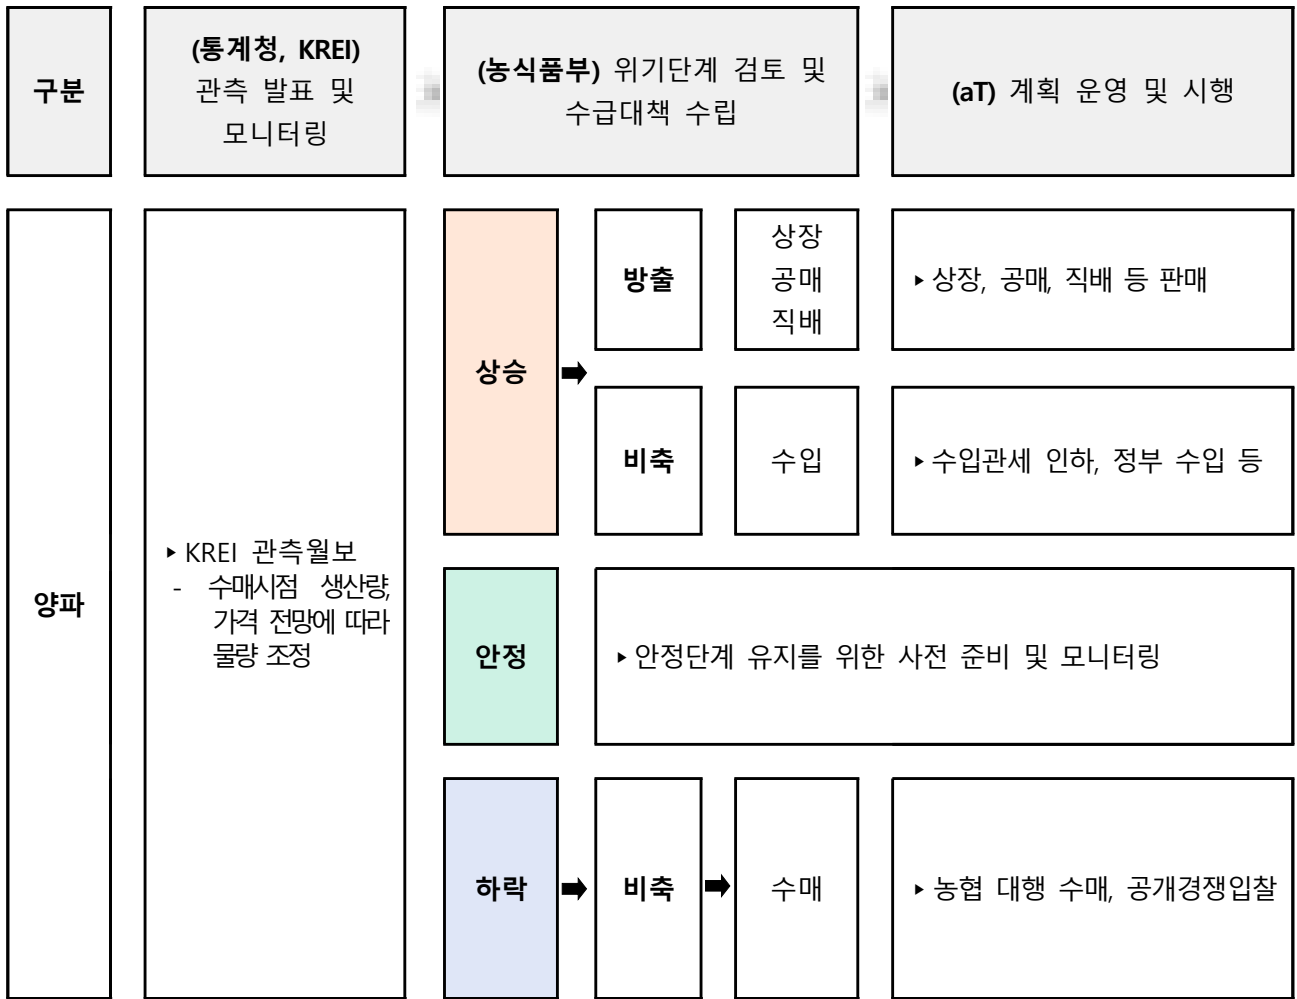 구분
(통계청, KREI)
관측 발표 및
모니터링
(농식품부) 위기단계 검토 및
수급대책 수립
(aT) 계획 운영 및 시행
양파
▸KREI 관측월보
- 수매시점 생산량,
가격 전망에 따라
물량 조정
상승
방출
상장
공매
직배
▸상장, 공매, 직배 등 판매
비축
수입
▸수입관세 인하, 정부 수입 등
안정
▸안정단계 유지를 위한 사전 준비 및 모니터링
하락
비축
수매
▸농협 대행 수매, 공개경쟁입찰